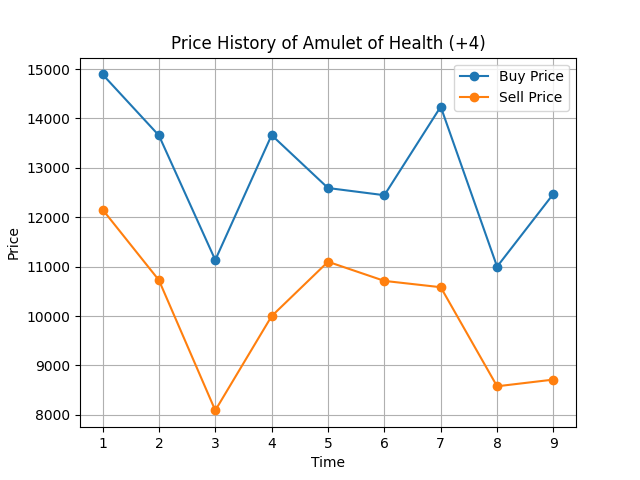 Price History of Amulet of Health (+4)
Buy Price
Sell Price
Price
15000
14000
13000
12000
11000
10000
9000
8000
1 2 3 4 5 6 7 8 9
Time